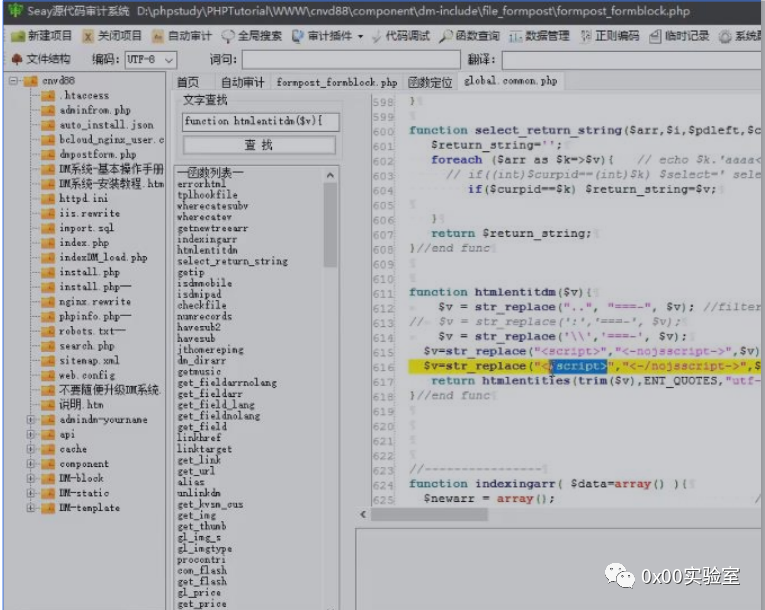 Seay源代码审计系统 D:\phpstudy\PHPTutorial\WWW\cnvd88\component\dm-include\file_formpost\formpost_formblock.php
新建项目 关闭项目 自动审计 全局搜索 审计插件 代码调试 函数查询 数据管理 正则编码 临时记录 系统
文件结构 编码: UTF-8 词句: 翻译:
首页 自动审计 formpost_formblock.php 函数定位 global.common.php
cnvd88
.htaccess
adminfrom.php
auto_install.json
bcloud_nginx_user.c
dmpostform.php
DM系统-基本操作手册
DM系统-安装教程.htm
httpd.ini
iis.rewrite
import.sql
index.php
indexDM_load.php
install.php
install.php一
nginx.rewrite
phpinfo.php一
robots.txt一
search.php
sitemap.xml
web.config
不要随便升级DM系统.
说明.htm
admindm-yourname
api
cache
component
DM-block
DM-static
DM-template
文字查找
function htmlentitdm($v){
查 找
一函数列表一
errorhtml
tplhookfile
wherecatesubv
wherecatev
getnewtreearr
indexingarr
htmlentitdm
select_return_string
getip
isdmmobile
isdmipad
checkfile
numrecords
havesub2
havesub
jthomereping
dm_dirarr
getmusic
get_fieldarrnolang
get_fieldarr
get_field_lang
get_fieldnolang
get_field
linkhref
linktarget
get_link
get_url
alias
unlinkdm
get_kvsm_cus
get_img
get_thumb
gl_img_s
gl_imgtype
procontri
com_flash
get_flash
gl_price
get_price
598 }
599
600 function select_return_string($arr,$i,$pdleft,$c
601 $return_string='';
602 foreach ($arr as $k=>$v){ // echo $k.'aaaa<
603 // if((int)$curpid==(int)$k) $select=' sele
604 if($curpid==$k) $return_string=$v;
605
606 }
607 return $return_string;
608 }//end func
609
610
611 function htmlentitdm($v){
612 $v = str_replace("..", "===-", $v); //filter
613 // $v = str_replace(':','===-', $v);
614 $v = str_replace('\\','===-', $v);
615 $v=str_replace("<script>","<-nojsscript->",$v)
616 $v=str_replace("</script>","<-/nojsscript->",$
617 return htmlentities(trim($v),ENT_QUOTES,"utf-
618 }//end func
619
620
621
622
623 //-----------------
624 function indexingarr( $data=array() ){
625 $newarr = array(); /
0x00实验室